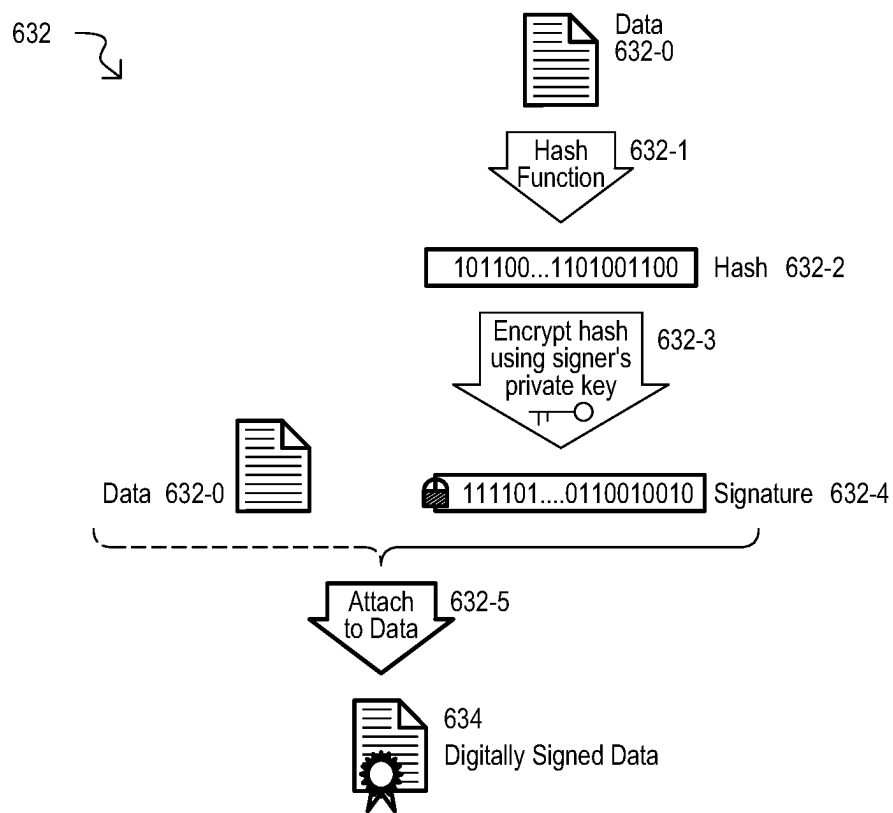 632
Data
632-0
Hash
Function
632-1
101100...1101001100
Hash 632-2
Encrypt hash
using signer's
private key
632-3
Data 632-0
111101....0110010010
Signature 632-4
Attach
to Data
632-5
634
Digitally Signed Data